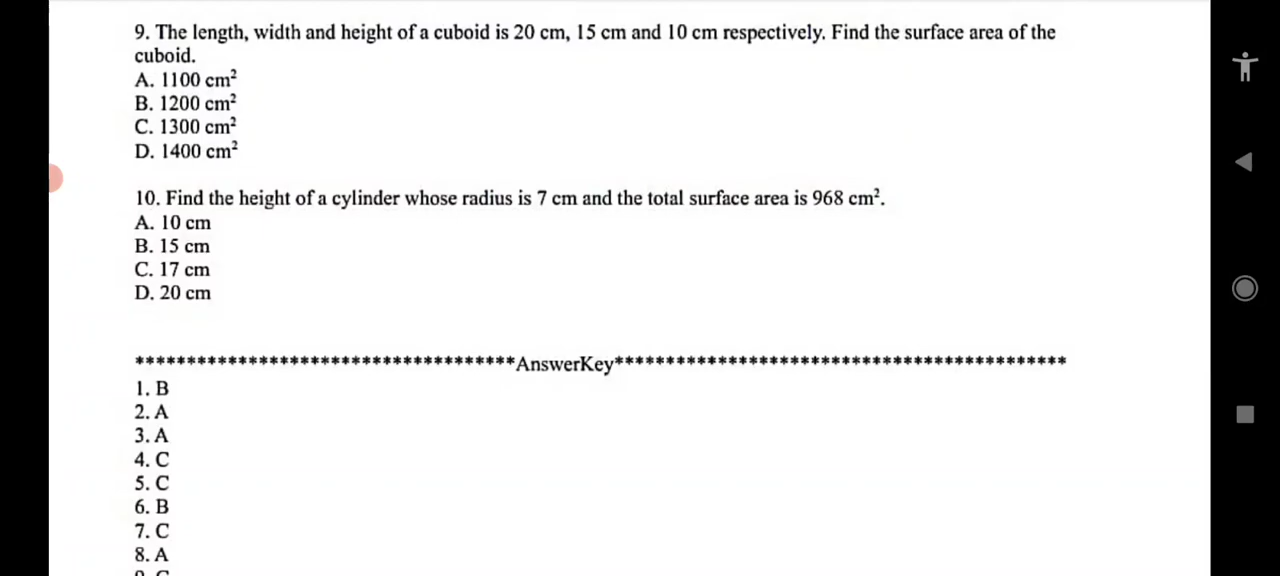 9. The length, width and height of a cuboid is 20 cm, 15 cm and 10 cm respectively. Find the surface area of the
cuboid.
A. 1100 cm²
B. 1200 cm²
C. 1300 cm²
D. 1400 cm²
10. Find the height of a cylinder whose radius is 7 cm and the total surface area is 968 cm².
A. 10 cm
B. 15 cm
C. 17 cm
D. 20 cm
*************************************AnswerKey********************************************
1. B
2. A
3. A
4. C
5. C
6. B
7. C
8. A